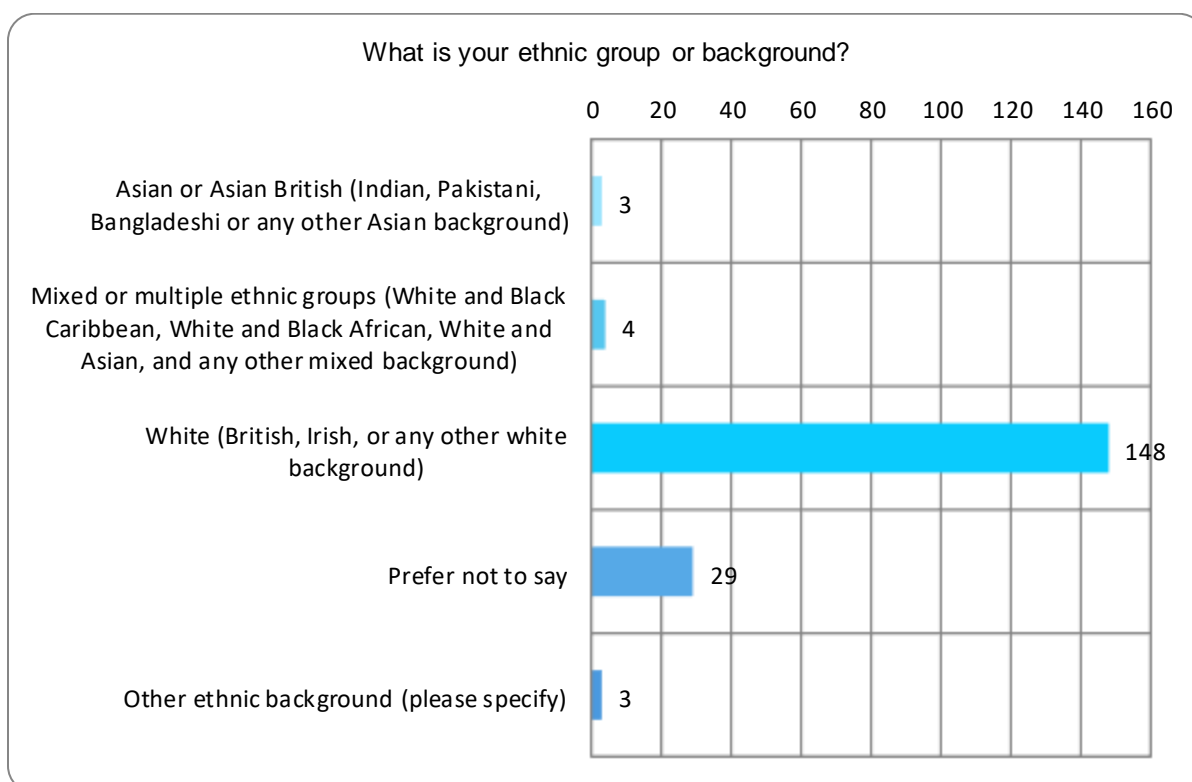 What is your ethnic group or background?
0 20 40 60 80 100 120 140 160
Asian or Asian British (Indian, Pakistani,
Bangladeshi or any other Asian background)
3
Mixed or multiple ethnic groups (White and Black
Caribbean, White and Black African, White and
Asian, and any other mixed background)
4
White (British, Irish, or any other white
background)
148
Prefer not to say
29
Other ethnic background (please specify)
3